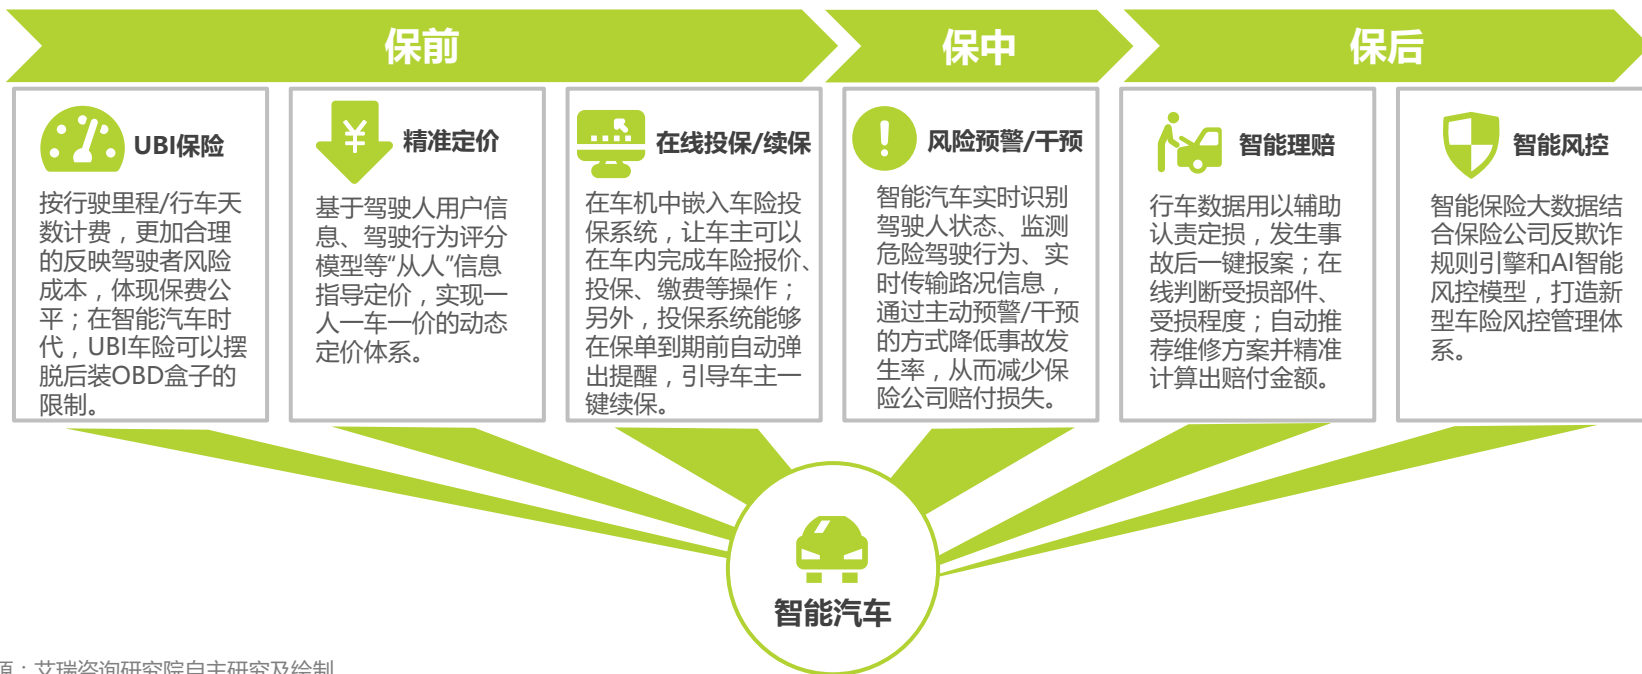 保前
保中
保后
UBI保险
按行驶里程/行车天
数计费，更加合理
的反映驾驶者风险
成本，体现保费公
平；在智能汽车时
代，UBI车险可以摆
脱后装OBD盒子的
限制。
精准定价
基于驾驶人用户信
息、驾驶行为评分
模型等“从人”信息
指导定价，实现一
人一车一价的动态
定价体系。
在线投保/续保
在车机中嵌入车险投
保系统，让车主可以
在车内完成车险报价、
投保、缴费等操作；
另外，投保系统能够
在保单到期前自动弹
出提醒，引导车主一
键续保。
风险预警/干预
智能汽车实时识别
驾驶人状态、监测
危险驾驶行为、实
时传输路况信息，
通过主动预警/干预
的方式降低事故发
生率，从而减少保
险公司赔付损失。
智能理赔
行车数据用以辅助
认责定损，发生事
故后一键报案；在
线判断受损部件、
受损程度；自动推
荐维修方案并精准
计算出赔付金额。
智能风控
智能保险大数据结
合保险公司反欺诈
规则引擎和AI智能
风控模型，打造新
型车险风控管理体
系。
智能汽车
源：艾瑞咨询研究院自主研究及绘制